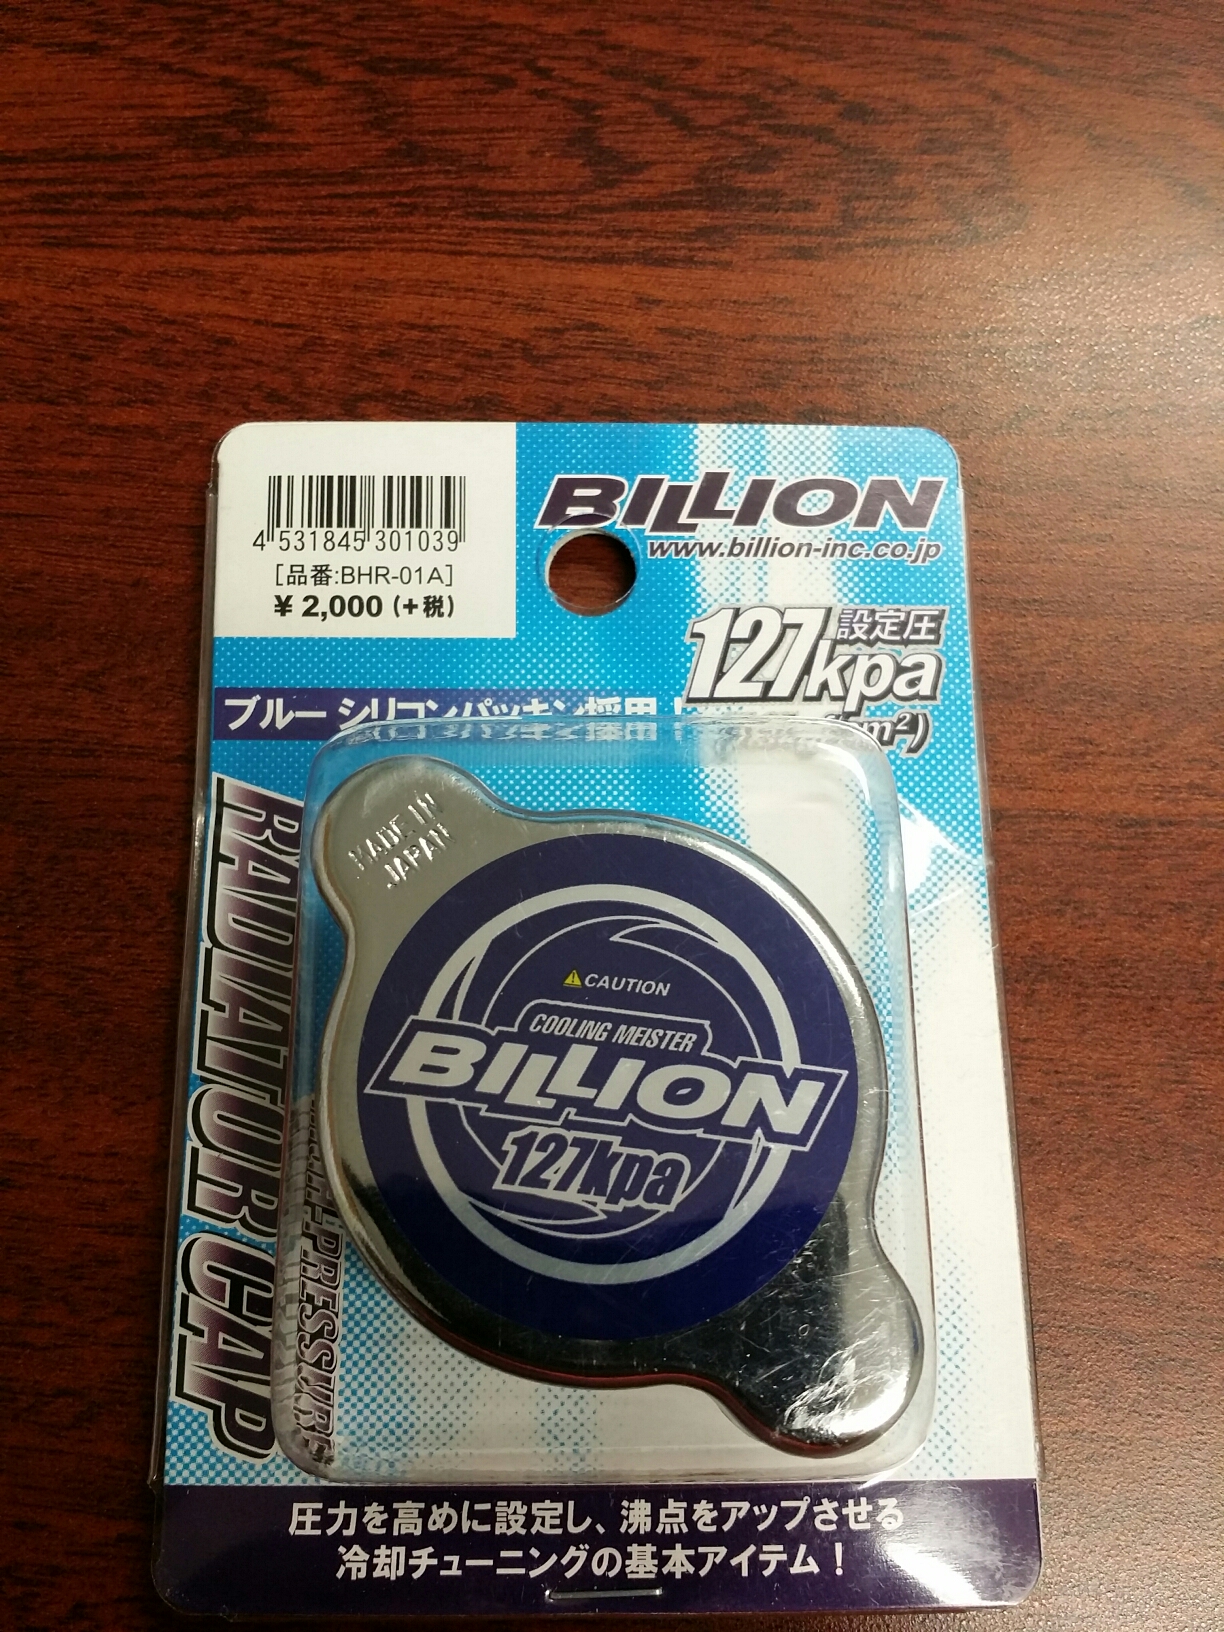 4 531845 301039
[品番:BHR-01A]
¥ 2,000 (+税)
BILLION
www.billion-inc.co.jp
設定圧
127kpa
ブルーシリコンパッキン採用!
RADIATOR CAP
PRESSURE
MADE IN
JAPAN
CAUTION
COOLING MEISTER
BILLION
127kpa
圧力を高めに設定し、沸点をアップさせる
冷却チューニングの基本アイテム!